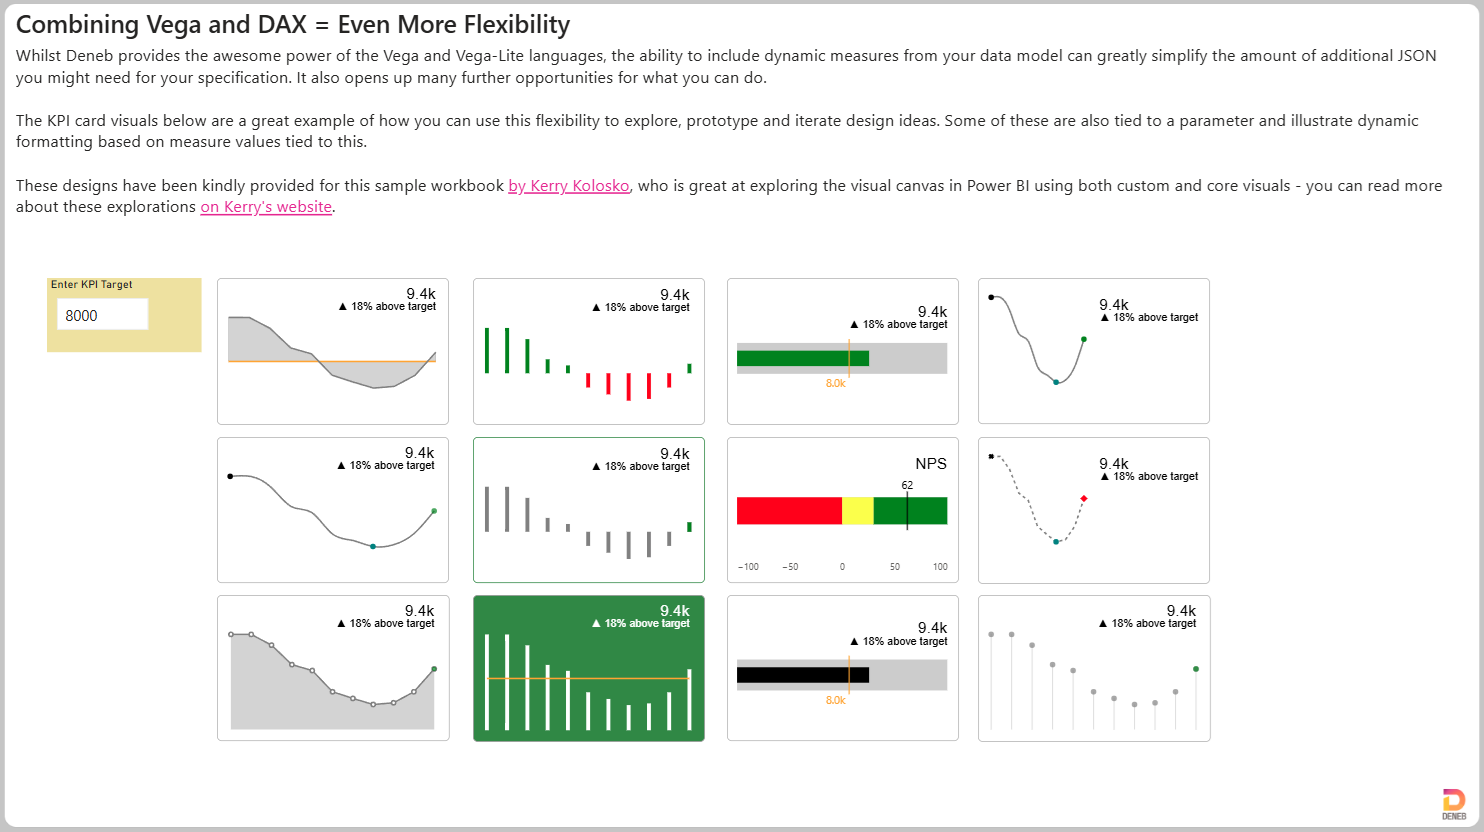 Combining Vega and DAX = Even More Flexibility
Whilst Deneb provides the awesome power of the Vega and Vega-Lite languages, the ability to include dynamic measures from your data model can greatly simplify the amount of additional JSON
you might need for your specification. It also opens up many further opportunities for what you can do.
The KPI card visuals below are a great example of how you can use this flexibility to explore, prototype and iterate design ideas. Some of these are also tied to a parameter and illustrate dynamic
formatting based on measure values tied to this.
These designs have been kindly provided for this sample workbook by Kerry Kolosko, who is great at exploring the visual canvas in Power BI using both custom and core visuals - you can read more
about these explorations on Kerry's website.
Enter KPI Target
8000
9.4k
▲ 18% above target
9.4k
▲ 18% above target
9.4k
▲ 18% above target
8.0k
9.4k
▲ 18% above target
9.4k
▲ 18% above target
9.4k
▲ 18% above target
NPS
62
−100 −50 0 50 100
9.4k
▲ 18% above target
9.4k
▲ 18% above target
9.4k
▲ 18% above target
9.4k
▲ 18% above target
8.0k
9.4k
▲ 18% above target
DENEB